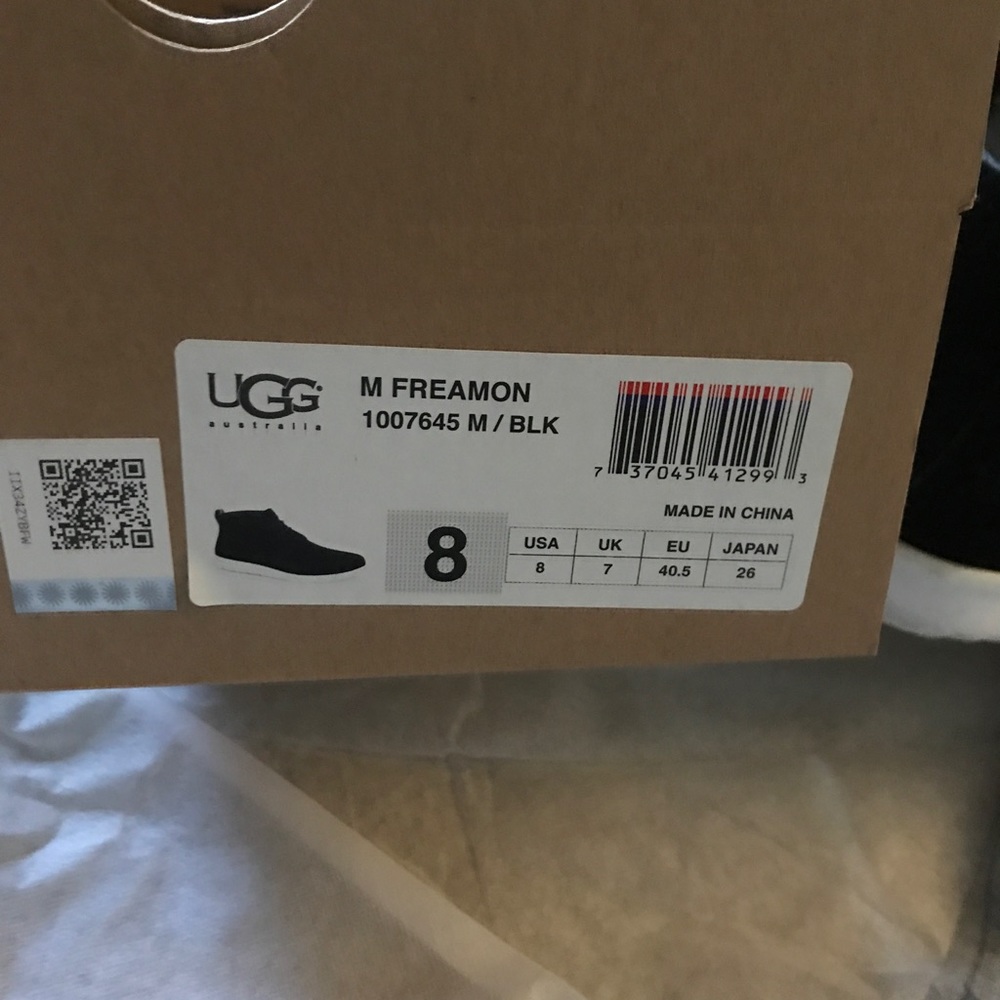 UGG
australia
M FREAMON
1007645 M / BLK
7 37045 41299 3
MADE IN CHINA
8
USA UK EU JAPAN
8 7 40.5 26